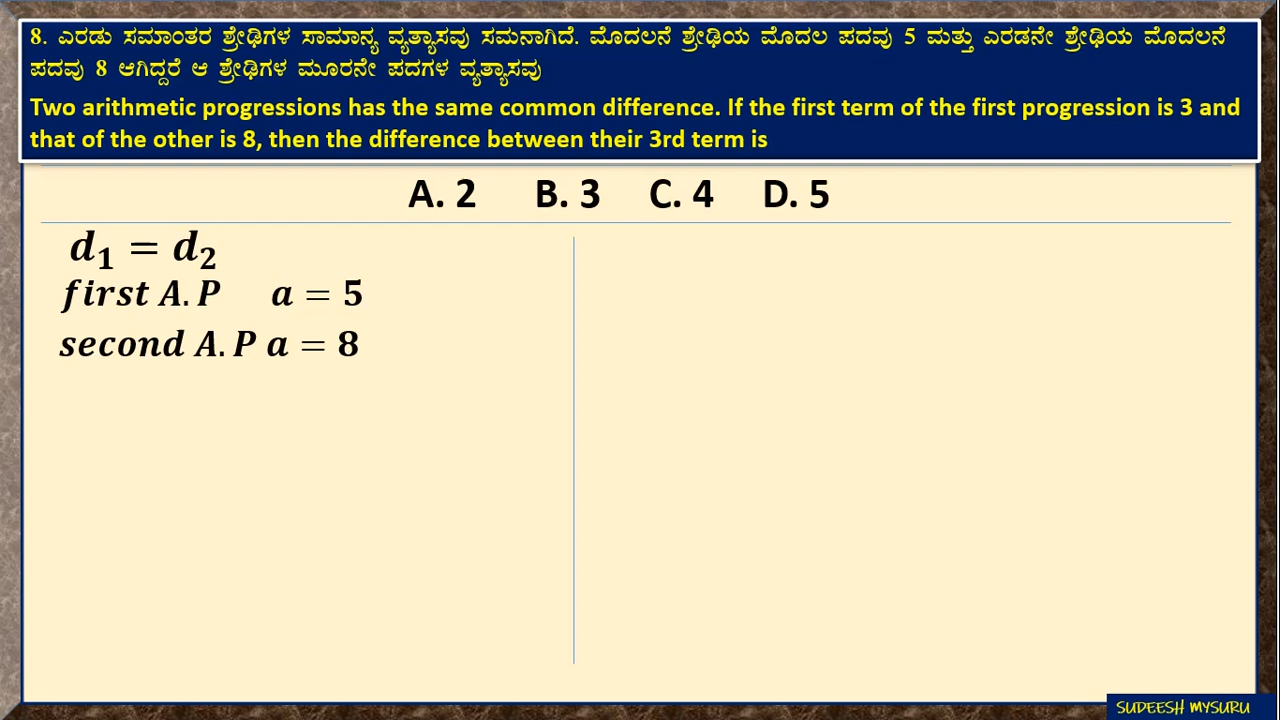 8. ಎರಡು ಸಮಾಂತರ ಶ್ರೇಢಿಗಳ ಸಾಮಾನ್ಯ ವ್ಯತ್ಯಾಸವು ಸಮನಾಗಿದೆ. ಮೊದಲನೆ ಶ್ರೇಢಿಯ ಮೊದಲ ಪದವು 5 ಮತ್ತು ಎರಡನೇ ಶ್ರೇಢಿಯ ಮೊದಲನೆ
ಪದವು 8 ಆಗಿದ್ದರೆ ಆ ಶ್ರೇಢಿಗಳ ಮೂರನೇ ಪದಗಳ ವ್ಯತ್ಯಾಸವು
Two arithmetic progressions has the same common difference. If the first term of the first progression is 3 and
that of the other is 8, then the difference between their 3rd term is
A. 2 B. 3 C. 4 D. 5
d₁ = d₂
first A.P a = 5
second A.P a = 8
SUDEESH MYSURU